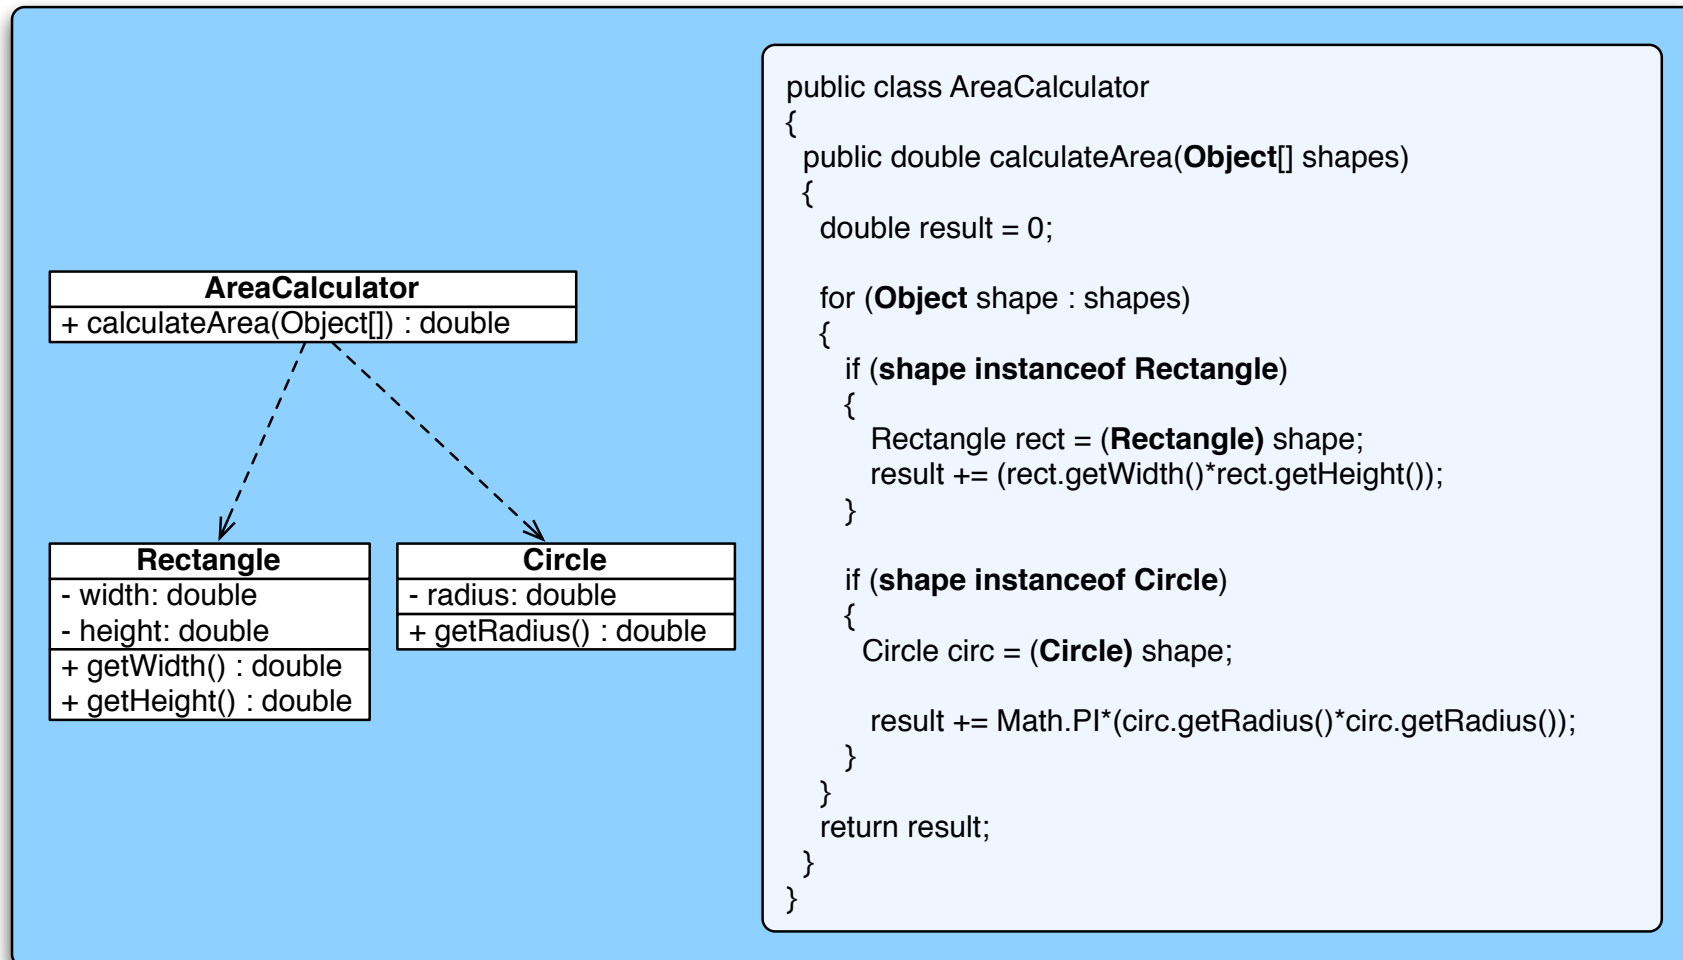 AreaCalculator
+ calculateArea(Object[]) : double
Rectangle
- width: double
- height: double
+ getWidth() : double
+ getHeight() : double
Circle
- radius: double
+ getRadius() : double
public class AreaCalculator
{
public double calculateArea(Object[] shapes)
{
double result = 0;
for (Object shape : shapes)
{
if (shape instanceof Rectangle)
{
Rectangle rect = (Rectangle) shape;
result += (rect.getWidth()*rect.getHeight());
}
if (shape instanceof Circle)
{
Circle circ = (Circle) shape;
result += Math.PI*(circ.getRadius()*circ.getRadius());
}
}
return result;
}
}